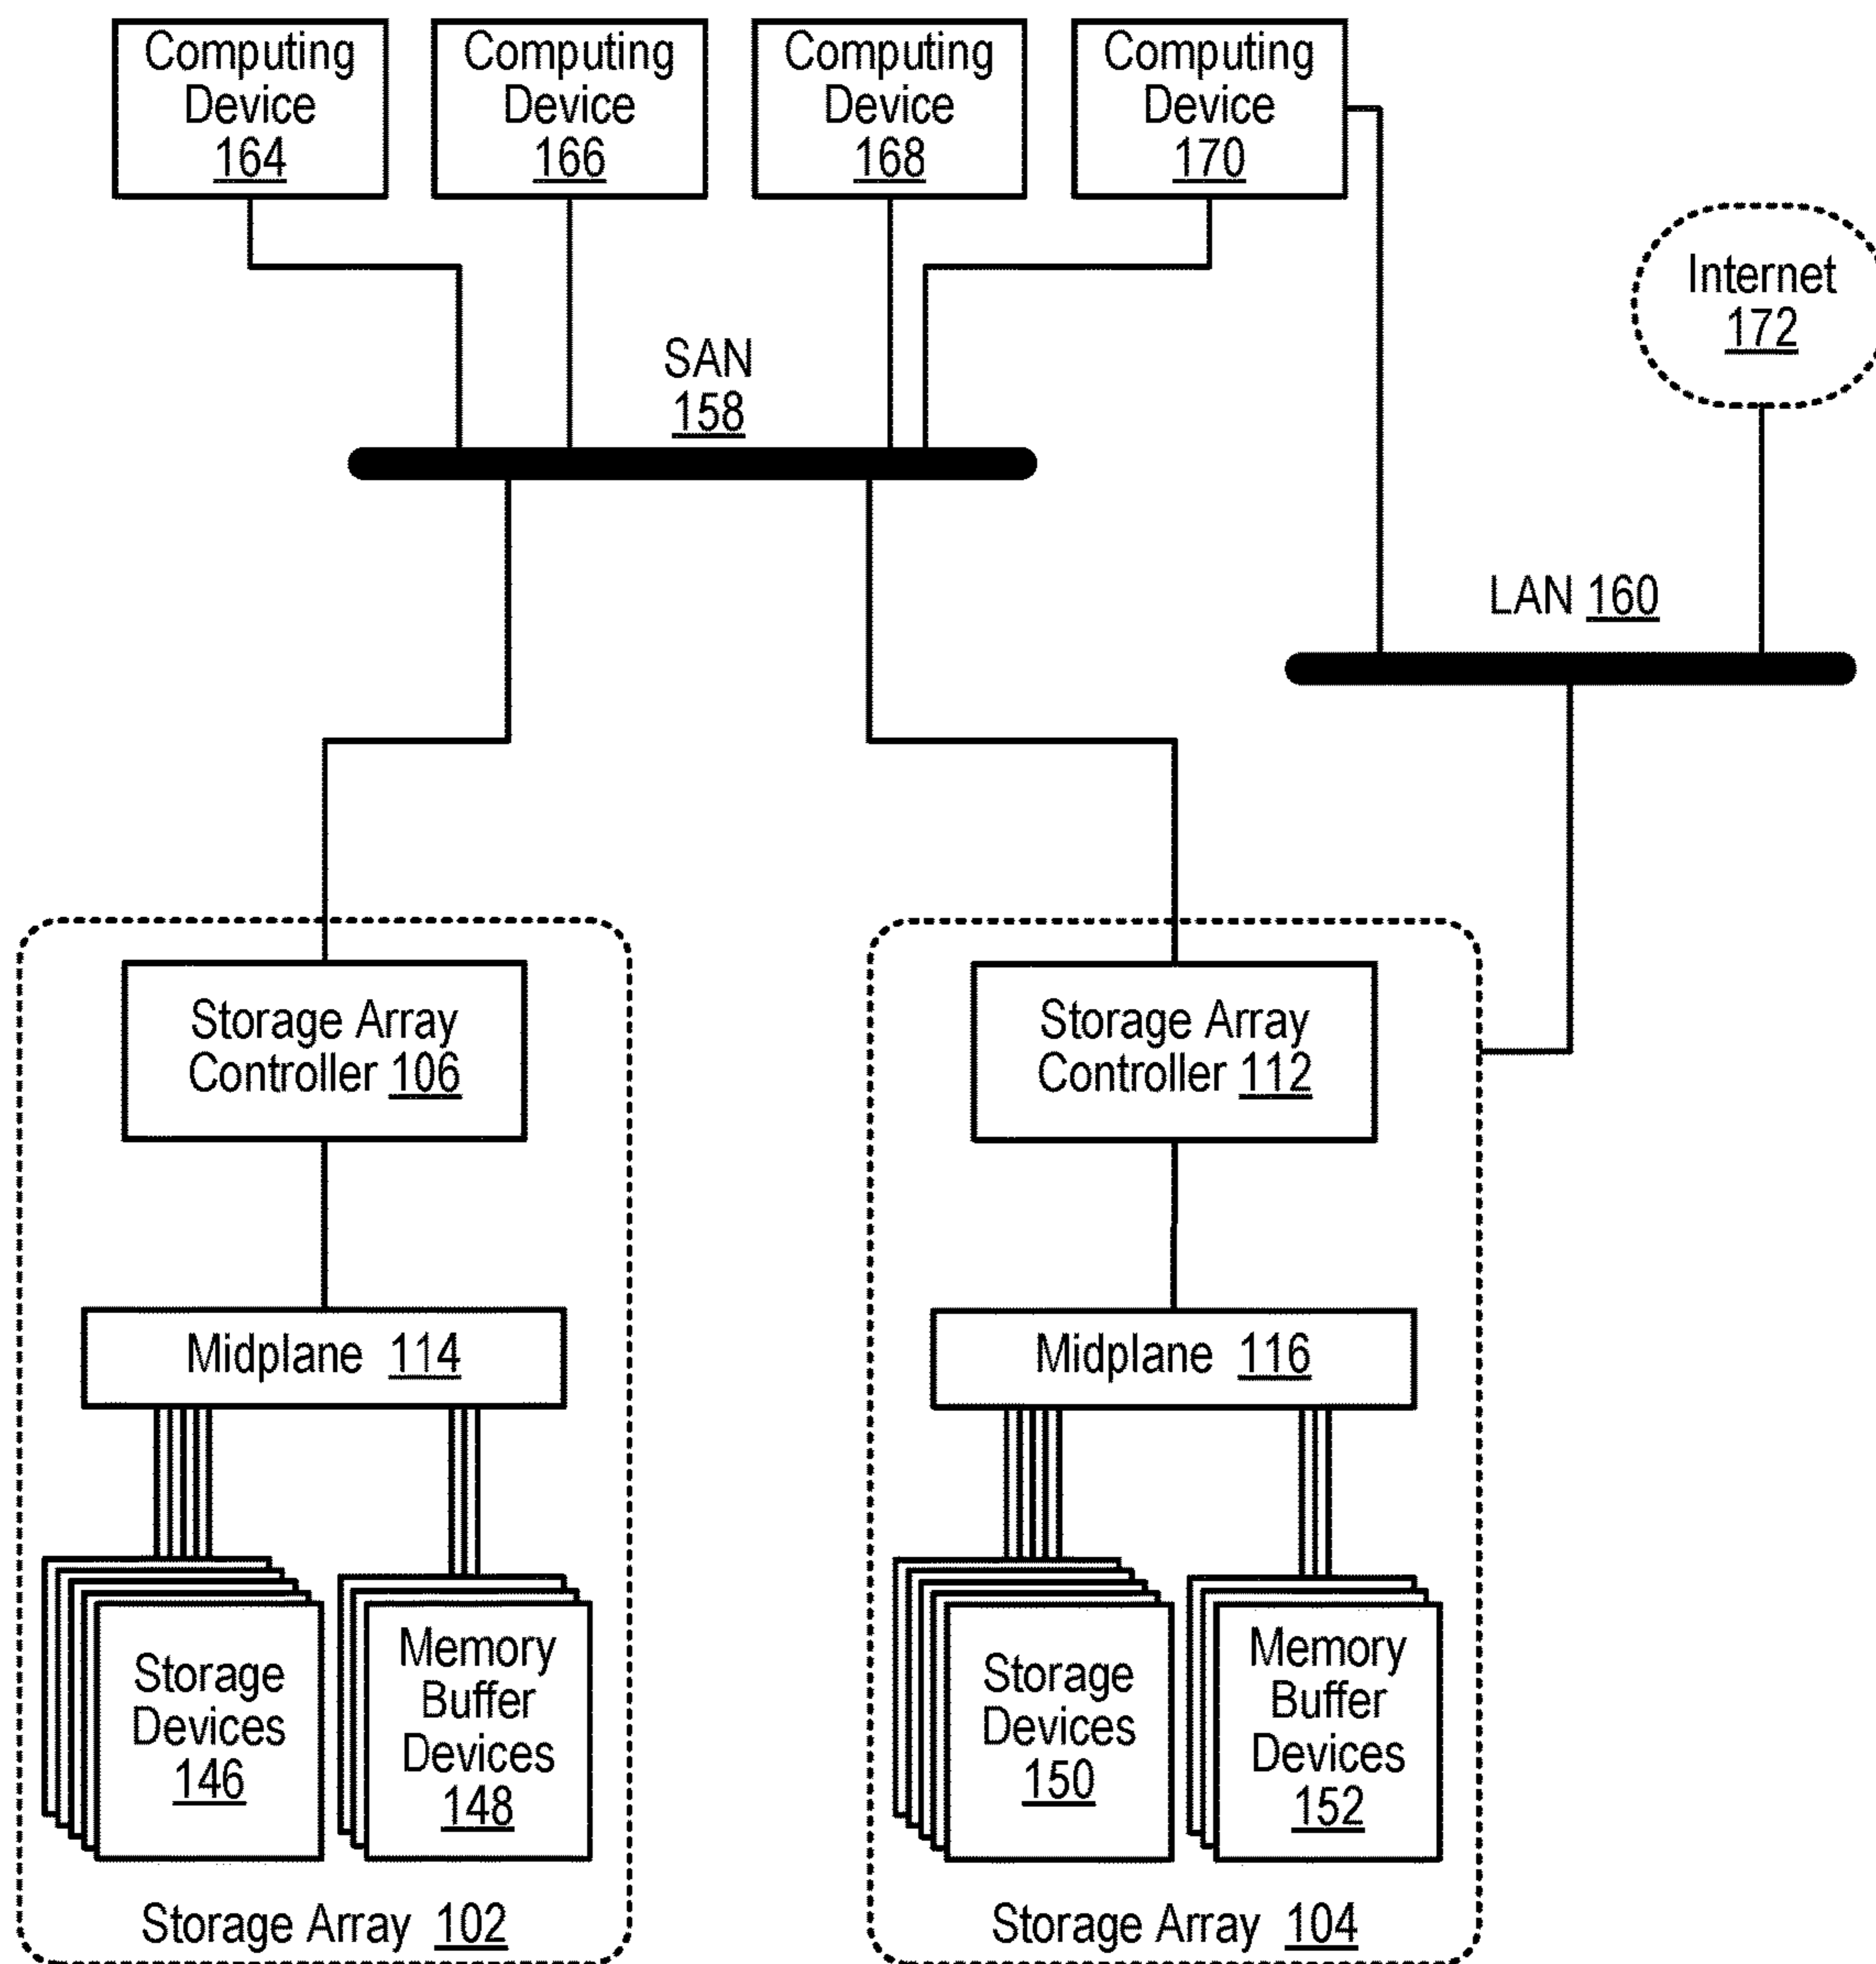 Computing
Device
164
Computing
Device
166
Computing
Device
168
Computing
Device
170
Internet
172
SAN
158
LAN 160
Storage Array
Controller 106
Storage Array
Controller 112
Midplane 114
Midplane 116
Storage
Devices
146
Memory
Buffer
Devices
148
Storage
Devices
150
Memory
Buffer
Devices
152
Storage Array 102
Storage Array 104